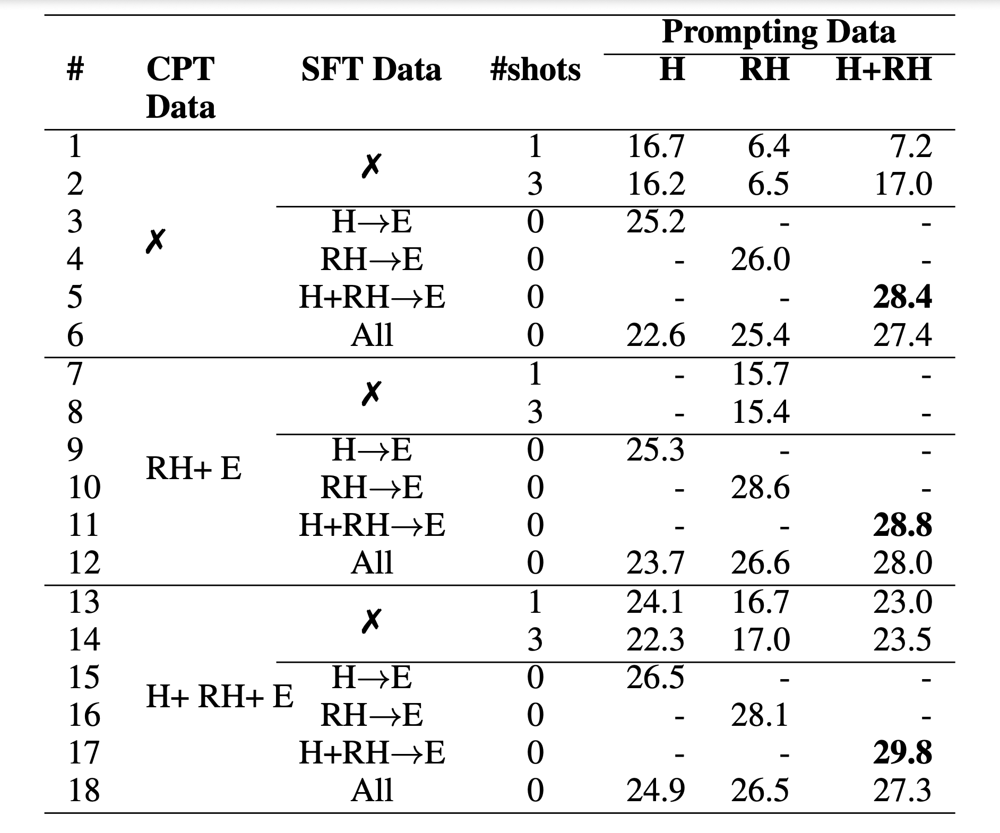 Prompting Data
# CPT Data SFT Data #shots H RH H+RH
1 ✗ ✗ 1 16.7 6.4 7.2
2 3 16.2 6.5 17.0
3 H→E 0 25.2 - -
4 RH→E 0 - 26.0 -
5 H+RH→E 0 - - 28.4
6 All 0 22.6 25.4 27.4
7 RH+ E ✗ 1 - 15.7 -
8 3 - 15.4 -
9 H→E 0 25.3 - -
10 RH→E 0 - 28.6 -
11 H+RH→E 0 - - 28.8
12 All 0 23.7 26.6 28.0
13 H+ RH+ E ✗ 1 24.1 16.7 23.0
14 3 22.3 17.0 23.5
15 H→E 0 26.5 - -
16 RH→E 0 - 28.1 -
17 H+RH→E 0 - - 29.8
18 All 0 24.9 26.5 27.3